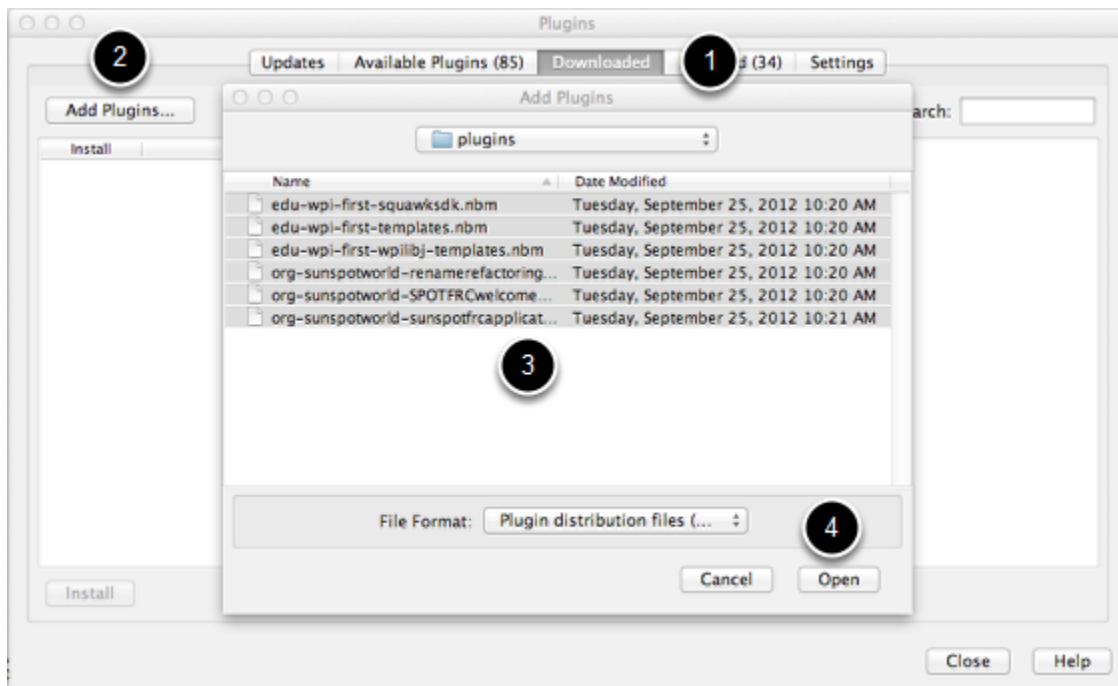 Plugins
2
Updates Available Plugins (85) Downloaded 1 d (34) Settings
Add Plugins...
Add Plugins
arch:
plugins
Install
Name Date Modified
edu-wpi-first-squawksdk.nbm Tuesday, September 25, 2012 10:20 AM
edu-wpi-first-templates.nbm Tuesday, September 25, 2012 10:20 AM
edu-wpi-first-wpilibj-templates.nbm Tuesday, September 25, 2012 10:20 AM
org-sunspotworld-renamerefactoring... Tuesday, September 25, 2012 10:20 AM
org-sunspotworld-SPOTFRCwelcome... Tuesday, September 25, 2012 10:20 AM
org-sunspotworld-sunspotfrcapplicat... Tuesday, September 25, 2012 10:21 AM
3
File Format: Plugin distribution files (...
4
Cancel Open
Install
Close Help